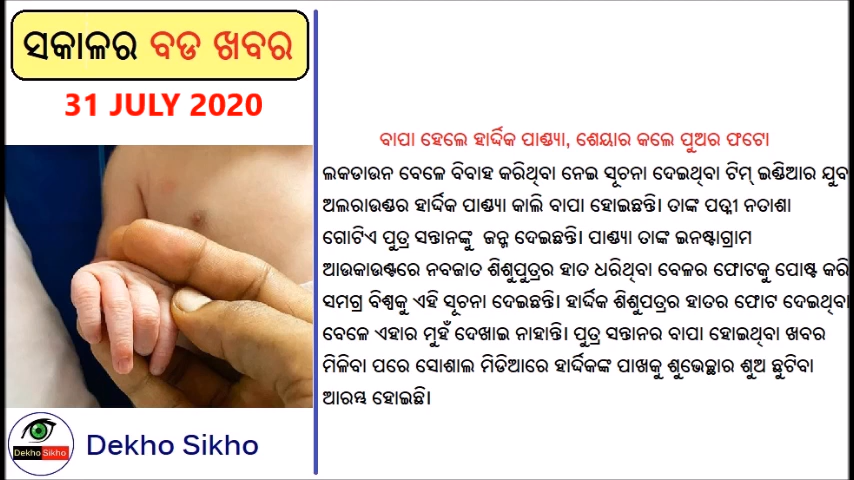 ସକାଳର ବଡ ଖବର
31 JULY 2020
ବାପା ହେଲେ ହାର୍ଦ୍ଦିକ ପାଣ୍ଡ୍ୟା, ଶେୟାର କଲେ ପୁଅର ଫଟୋ
ଲକଡାଉନ ବେଳେ ବିବାହ କରିଥିବା ନେଇ ସୂଚନା ଦେଇଥିବା ଟିମ୍ ଇଣ୍ଡିଆର ଯୁବ
ଅଲରାଉଣ୍ଡର ହାର୍ଦ୍ଦିକ ପାଣ୍ଡ୍ୟା କାଲି ବାପା ହୋଇଛନ୍ତି। ତାଙ୍କ ପତ୍ନୀ ନତାଶା
ଗୋଟିଏ ପୁତ୍ର ସନ୍ତାନଙ୍କୁ ଜନ୍ମ ଦେଇଛନ୍ତି। ପାଣ୍ଡ୍ୟା ତାଙ୍କ ଇନଷ୍ଟାଗ୍ରାମ
ଆଉକାଉଣ୍ଟରେ ନବଜାତ ଶିଶୁପୁତ୍ରର ହାତ ଧରିଥିବା ବେଳର ଫୋଟକୁ ପୋଷ୍ଟ କରି
ସମଗ୍ର ବିଶ୍ୱକୁ ଏହି ସୂଚନା ଦେଇଛନ୍ତି। ହାର୍ଦ୍ଦିକ ଶିଶୁପତ୍ରର ହାତର ଫୋଟ ଦେଇଥିବା
ବେଳେ ଏହାର ମୁହଁ ଦେଖାଇ ନାହାନ୍ତି। ପୁତ୍ର ସନ୍ତାନର ବାପା ହୋଇଥିବା ଖବର
ମିଳିବା ପରେ ସୋଶାଲ ମିଡିଆରେ ହାର୍ଦ୍ଦିକଙ୍କ ପାଖକୁ ଶୁଭେଚ୍ଛାର ଶୁଅ ଛୁଟିବା
ଆରମ୍ଭ ହୋଇଛି।
Dekho Sikho
Dekho Sikho